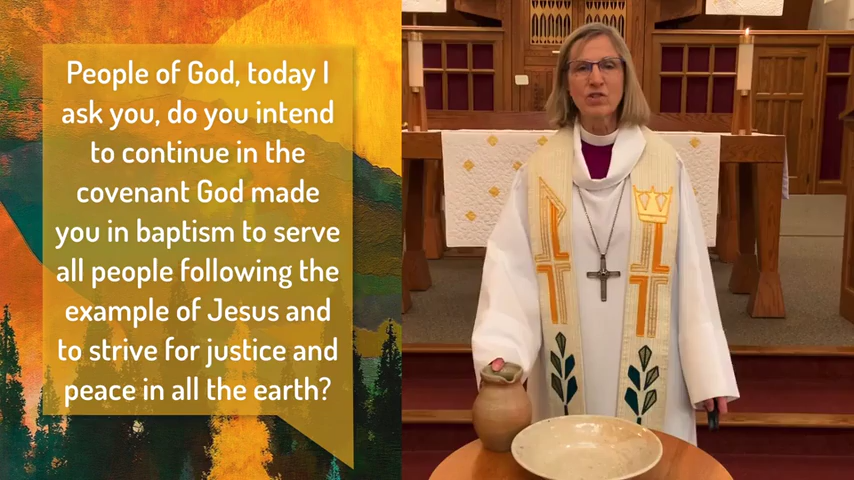 People of God, today I
ask you, do you intend
to continue in the
covenant God made
you in baptism to serve
all people following the
example of Jesus and
to strive for justice and
peace in all the earth?